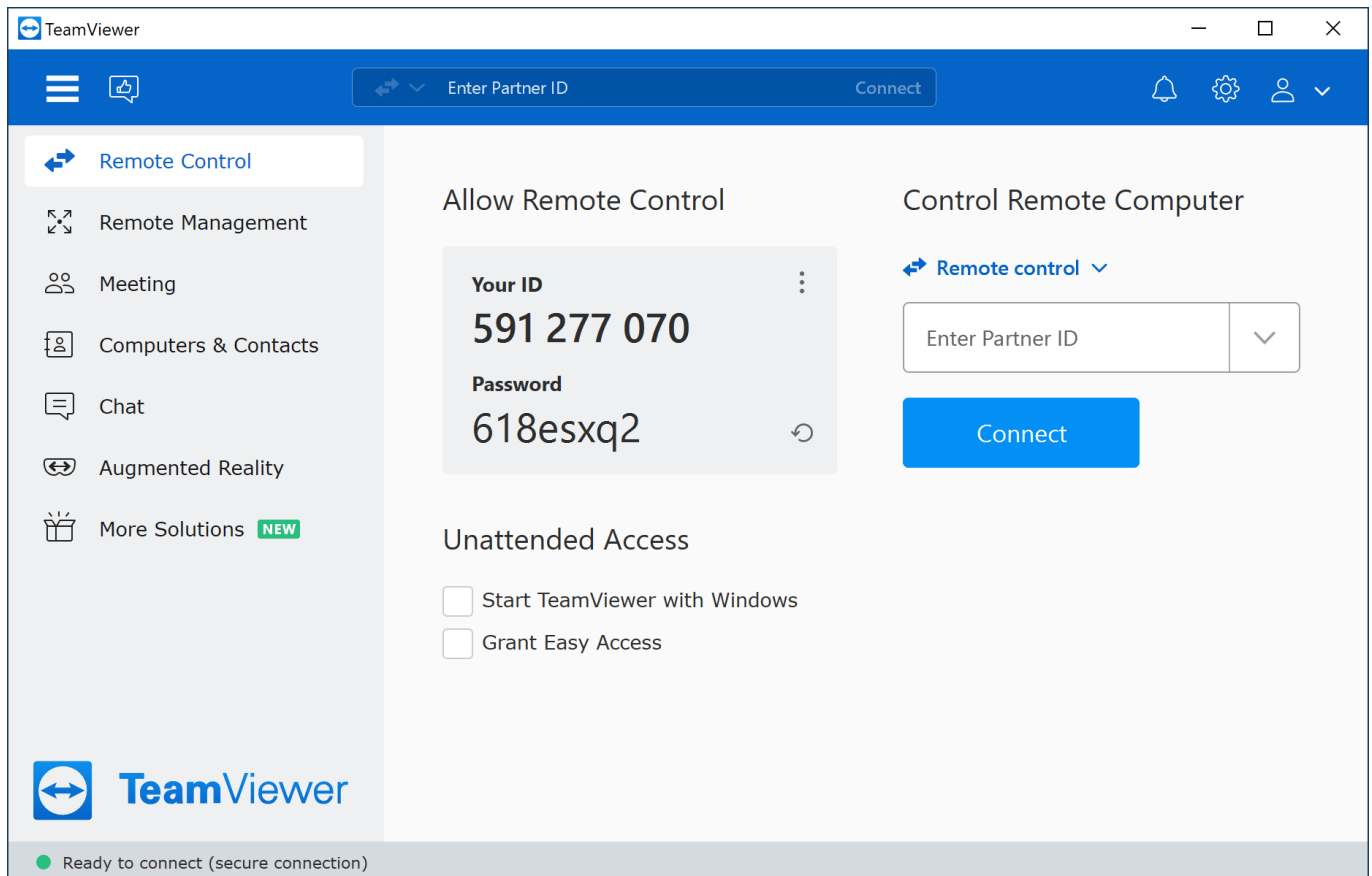 TeamViewer
Enter Partner ID
Connect
Remote Control
Remote Management
Meeting
Computers & Contacts
Chat
Augmented Reality
More Solutions NEW
TeamViewer
Allow Remote Control
Your ID
591 277 070
Password
618esxq2
Unattended Access
Start TeamViewer with Windows
Grant Easy Access
Control Remote Computer
Remote control
Enter Partner ID
Connect
Ready to connect (secure connection)